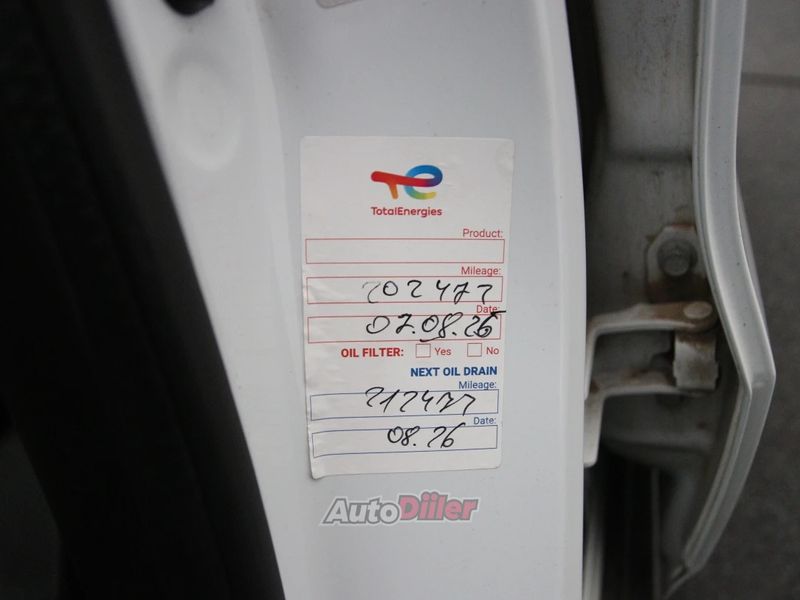 TotalEnergies
Product:
Mileage:
202477
Date:
07.08.25
OIL FILTER: Yes No
NEXT OIL DRAIN
Mileage:
212477
Date:
08.26
AutoDiiler